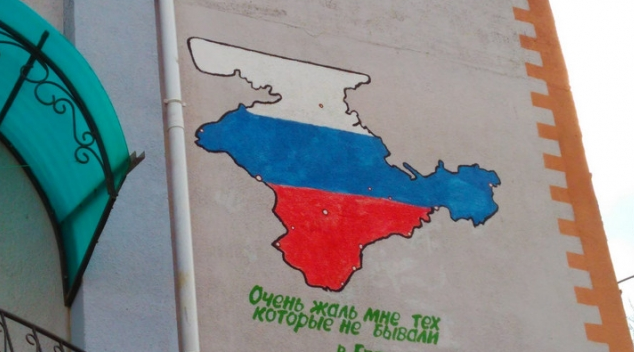 Очень жаль мне тех
которые не бывали
в